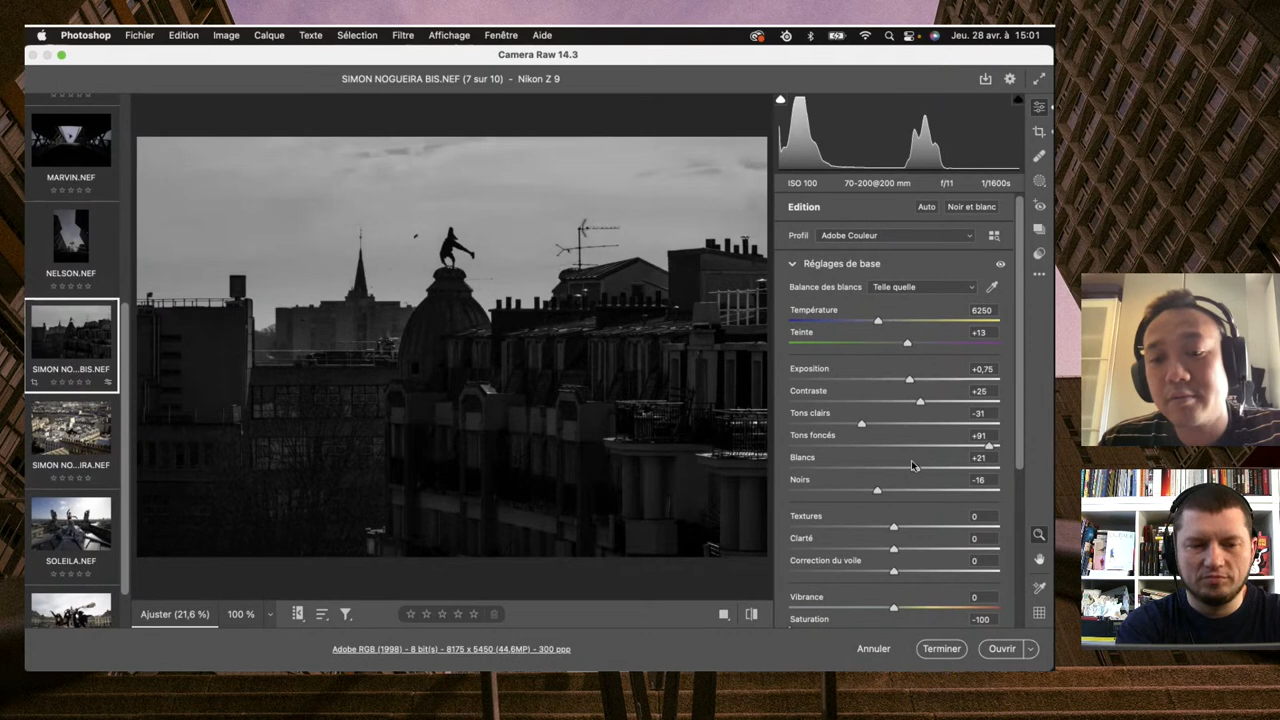 Photoshop Fichier Edition Image Calque Texte Sélection Filtre Affichage Fenêtre Aide Jeu. 28 avr. à 15:01
Camera Raw 14.3
SIMON NOGUEIRA BIS.NEF (7 sur 10) - Nikon Z 9
MARVIN.NEF
NELSON.NEF
SIMON NO...BIS.NEF
SIMON NO...IRA.NEF
SOLEILA.NEF
ISO 100 70-200@200 mm f/11 1/1600s
Edition Auto Noir et blanc
Profil Adobe Couleur
Réglages de base
Balance des blancs Telle quelle
Température 6250
Teinte +13
Exposition +0,75
Contraste +25
Tons clairs -31
Tons foncés +91
Blancs +21
Noirs -16
Textures 0
Clarté 0
Correction du voile 0
Vibrance 0
Saturation -100
Ajuster (21,6 %) 100 %
Adobe RGB (1998) - 8 bit(s) - 8175 x 5450 (44,6MP) - 300 ppp
Annuler Terminer Ouvrir